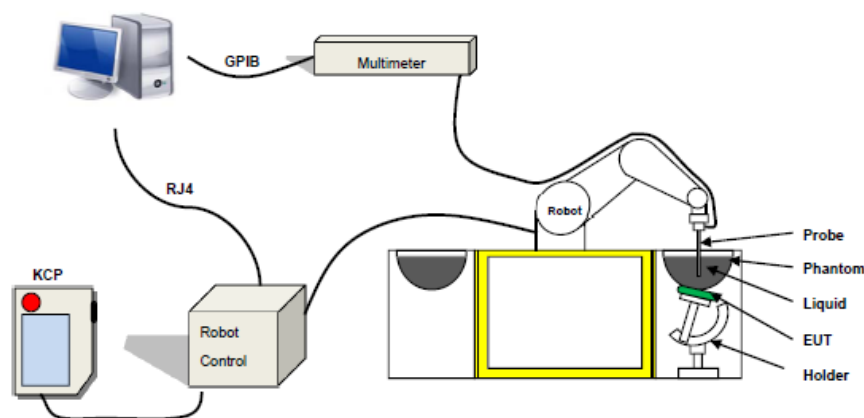 GPIB
Multimeter
RJ4
Robot
Probe
Phantom
Liquid
EUT
Holder
KCP
Robot
Control